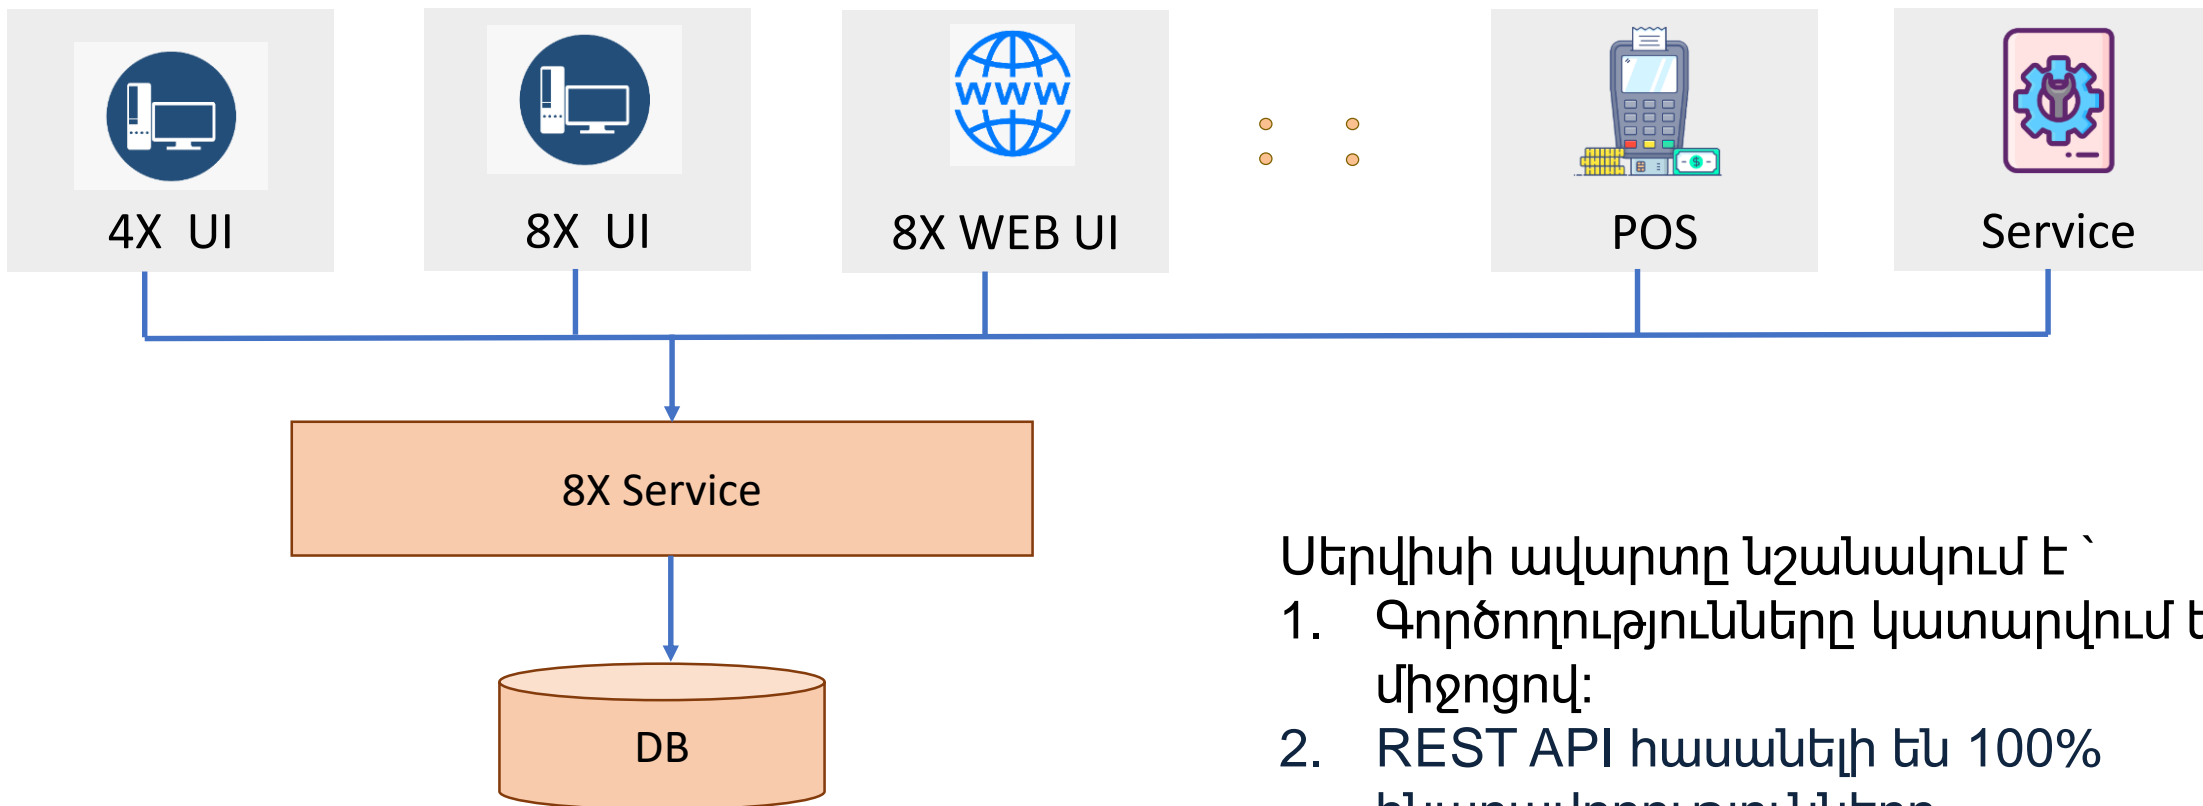 4X UI
8X UI
8X WEB UI
POS
Service
WWW
8X Service
DB
Սերվիսի ավարտը նշանակում է `
1. Գործողությունները կատարվում
միջոցով:
2. REST API հասանելի են 100%